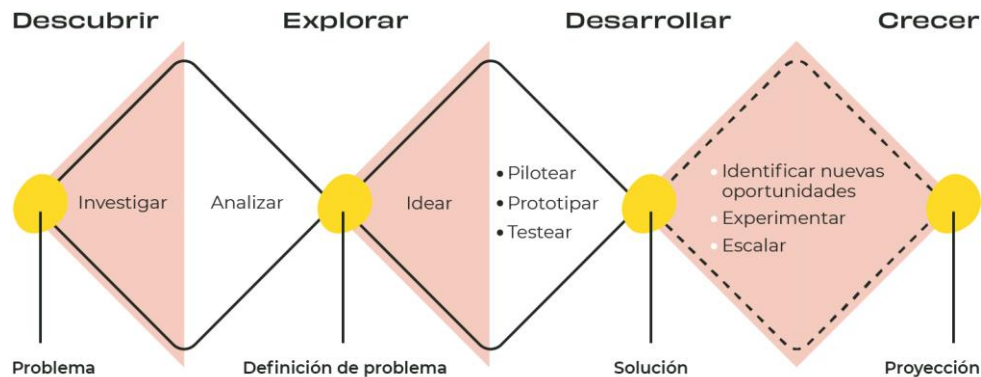 Descubrir
Explorar
Desarrollar
Crecer
Investigar
Analizar
Idear
• Pilotear
• Prototipar
• Testear
• Identificar nuevas
oportunidades
• Experimentar
• Escalar
Problema
Definición de problema
Solución
Proyección